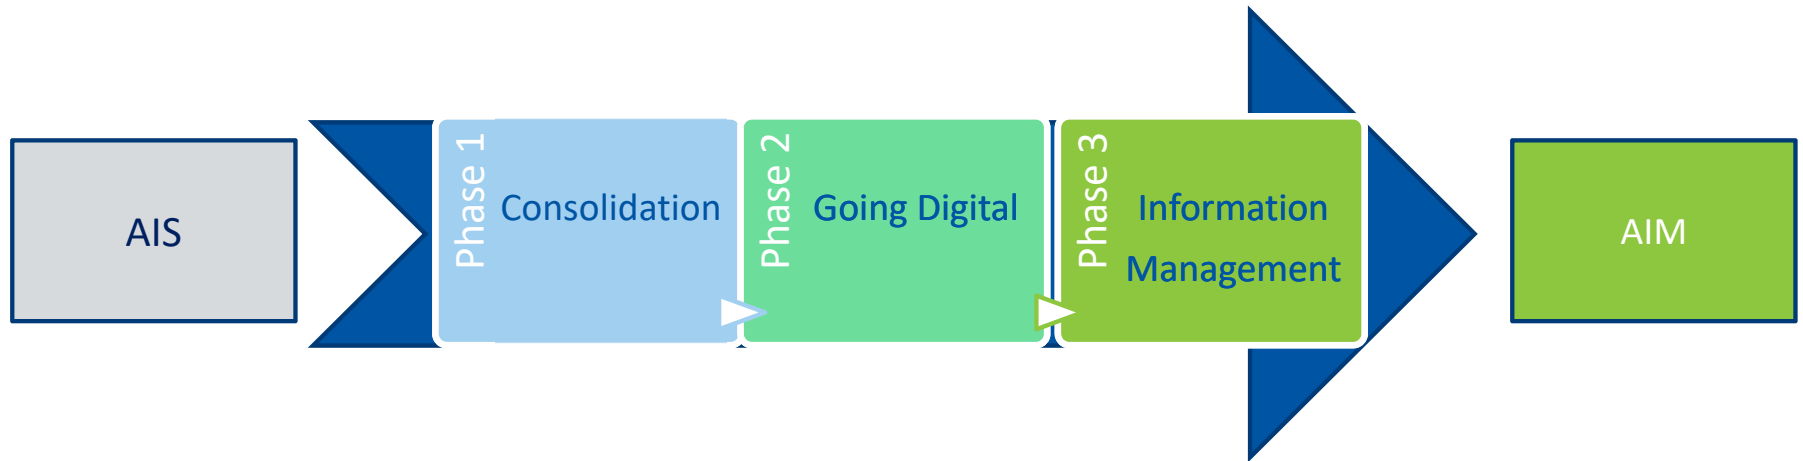 AIS
Phase 1
Consolidation
Phase 2
Going Digital
Phase 3
Information
Management
AIM